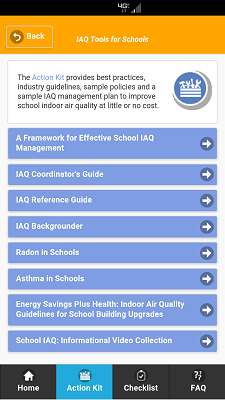 4G
Back
IAQ Tools for Schools
The Action Kit provides best practices,
industry guidelines, sample policies and a
sample IAQ management plan to improve
school indoor air quality at little or no cost.
A Framework for Effective School IAQ
Management
IAQ Coordinator's Guide
IAQ Reference Guide
IAQ Backgrounder
Radon in Schools
Asthma in Schools
Energy Savings Plus Health: Indoor Air Quality
Guidelines for School Building Upgrades
School IAQ: Informational Video Collection
Home
Action Kit
Checklist
FAQ